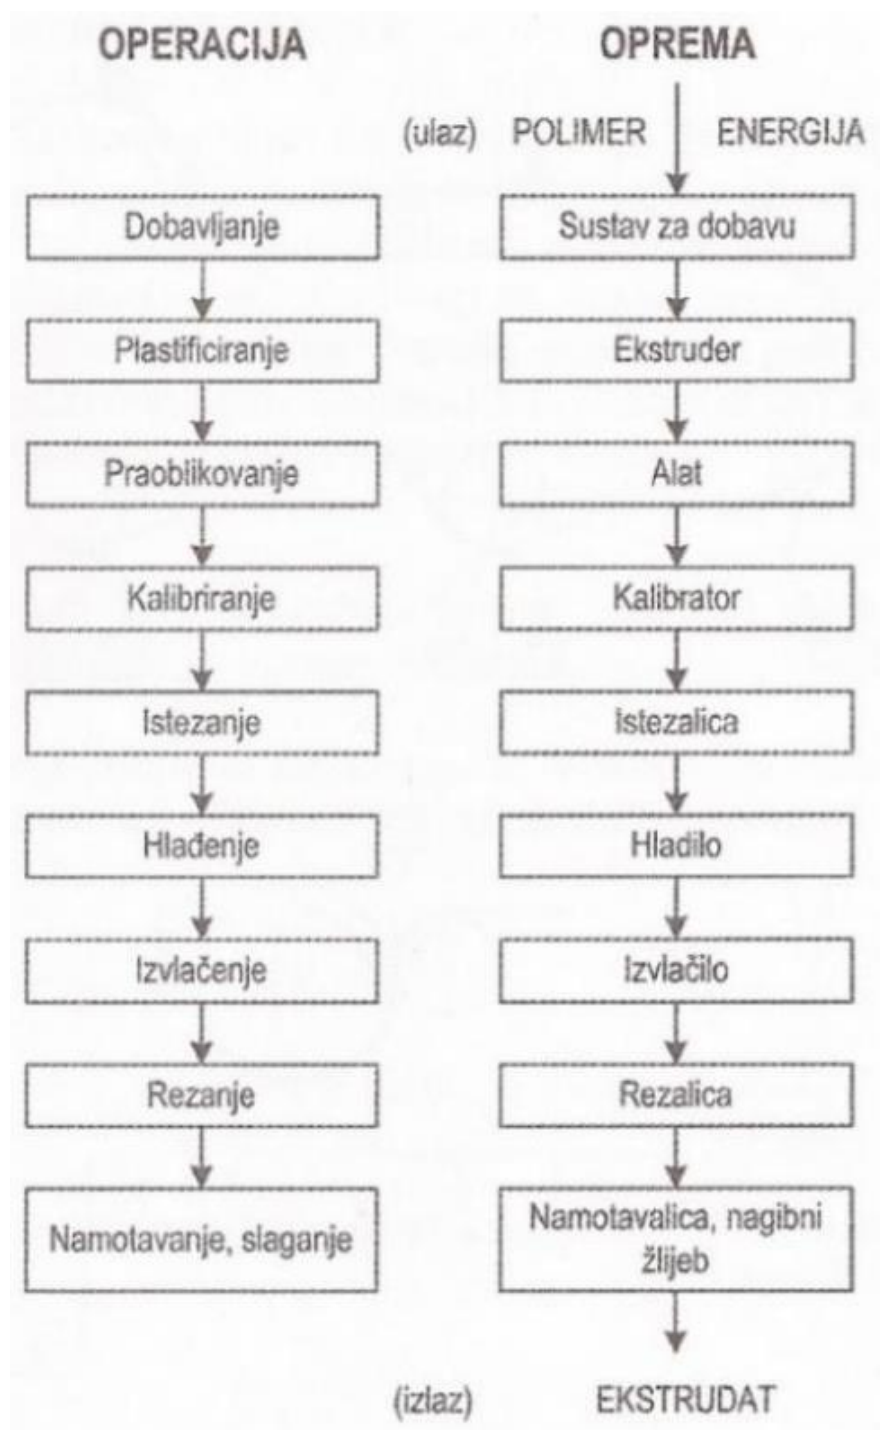 OPERACIJA OPREMA
(ulaz) POLIMER ENERGIJA
Dobavljanje Sustav za dobavu
Plastificiranje Ekstruder
Praoblikovanje Alat
Kalibriranje Kalibrator
Istezanje Istezalica
Hlađenje Hladilo
Izvlačenje Izvlačilo
Rezanje Rezalica
Namotavanje, slaganje Namotavalica, nagibni
žlijeb
(izlaz) EKSTRUDAT